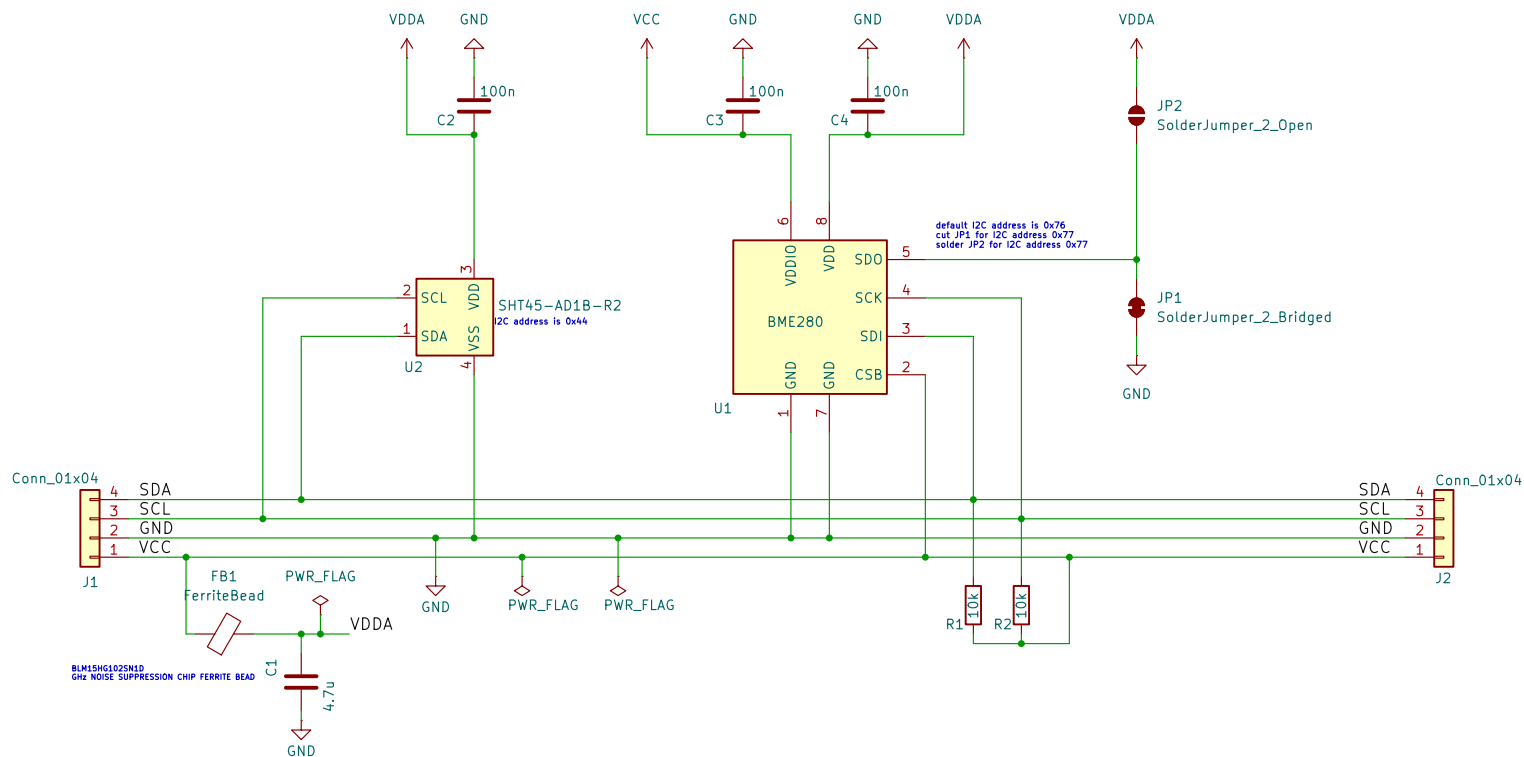 VDDA
GND
VCC
GND
GND
VDDA
VDDA
100n
C2
100n
C3
100n
C4
JP2
SolderJumper_2_Open
6
8
VDDIO
VDD
default I2C address is 0x76
cut JP1 for I2C address 0x77
solder JP2 for I2C address 0x77
SDO
5
SCK
4
BME280
SDI
3
CSB
2
GND
GND
1
7
U1
3
2
SCL
VDD
SHT45-AD1B-R2
I2C address is 0x44
1
SDA
VSS
U2
4
JP1
SolderJumper_2_Bridged
GND
Conn_01x04
4
SDA
3
SCL
2
GND
1
VCC
J1
Conn_01x04
SDA
4
SCL
3
GND
2
VCC
1
J2
FB1
FerriteBead
PWR_FLAG
VDDA
GND
PWR_FLAG
PWR_FLAG
R1
10k
R2
10k
BLM15HG102SN1D
GHz NOISE SUPPRESSION CHIP FERRITE BEAD
C1
4.7u
GND